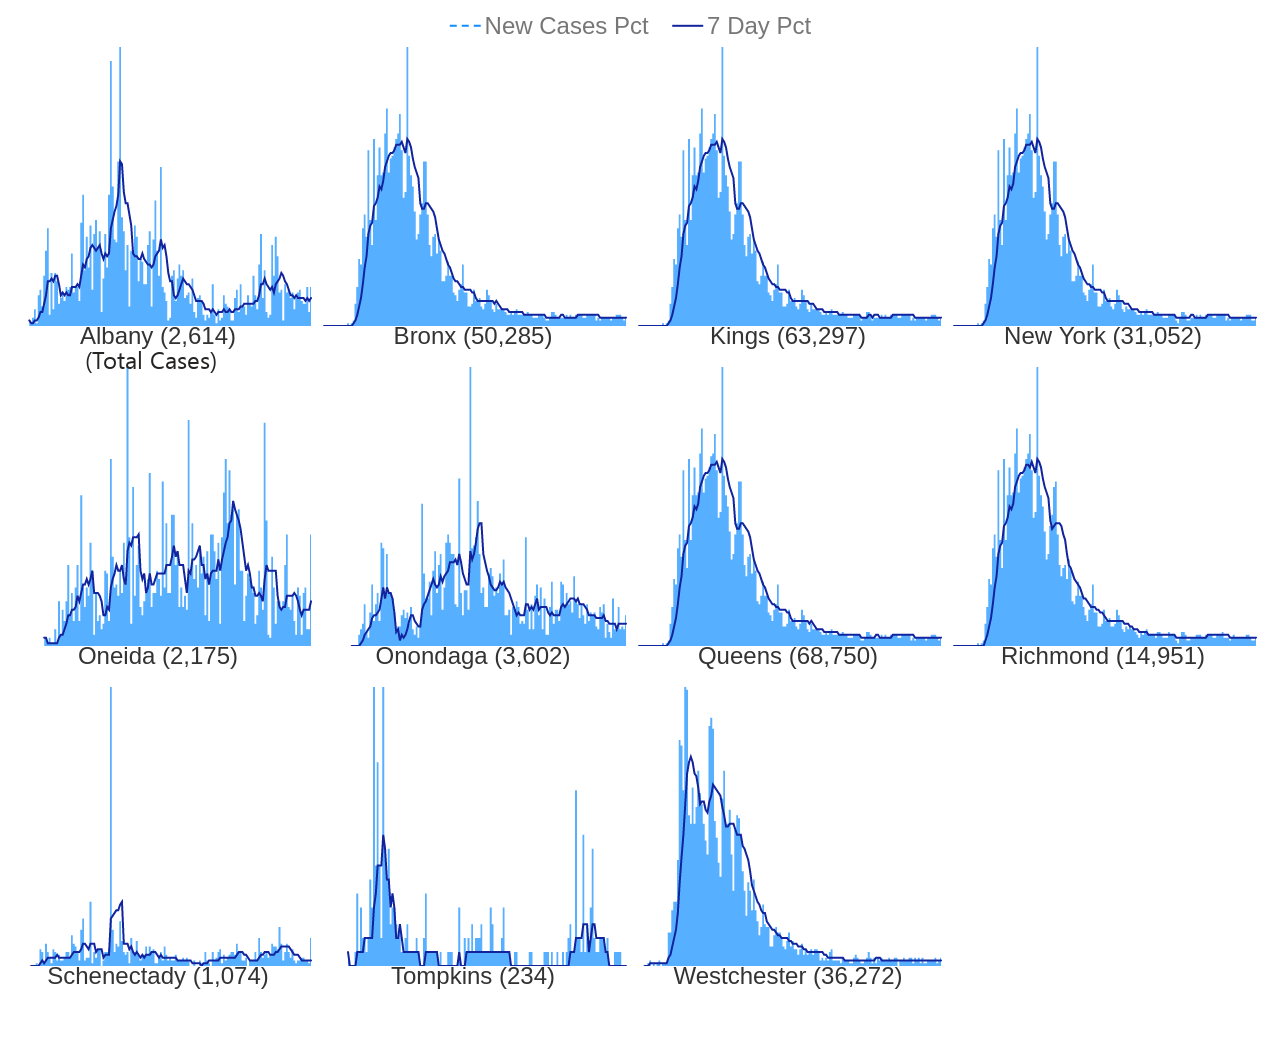 New Cases Pct 7 Day Pct
Albany (2,614)
(Total Cases)
Bronx (50,285)
Kings (63,297)
New York (31,052)
Oneida (2,175)
Onondaga (3,602)
Queens (68,750)
Richmond (14,951)
Schenectady (1,074)
Tompkins (234)
Westchester (36,272)